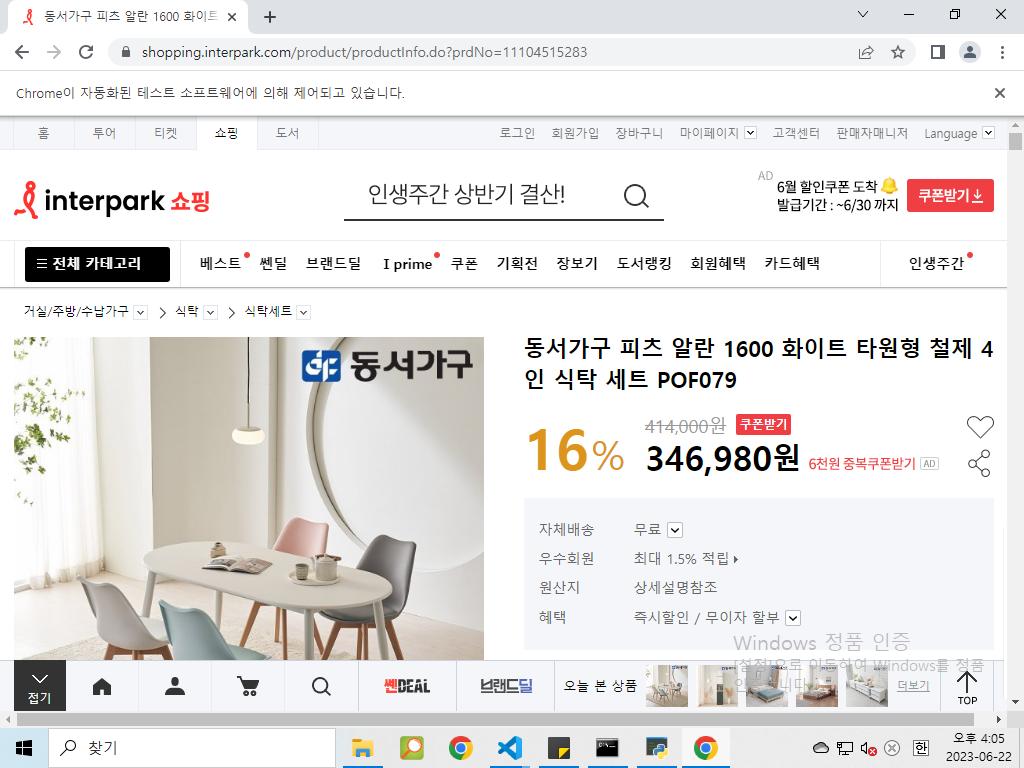 동서가구 피츠 알란 1600 화이트
shopping.interpark.com/product/productInfo.do?prdNo=11104515283
Chrome이 자동화된 테스트 소프트웨어에 의해 제어되고 있습니다.
홈 투어 티켓 쇼핑 도서 로그인 회원가입 장바구니 마이페이지 고객센터 판매자매니저 Language
interpark 쇼핑
인생주간 상반기 결산!
AD
6월 할인쿠폰 도착
발급기간 : ~6/30 까지
쿠폰받기
전체 카테고리 베스트 쎈딜 브랜드딜 I prime 쿠폰 기획전 장보기 도서랭킹 회원혜택 카드혜택 인생주간
거실/주방/수납가구 식탁 식탁세트
GF 동서가구
동서가구 피츠 알란 1600 화이트 타원형 철제 4
인 식탁 세트 POF079
16%
414,000원 쿠폰받기
346,980원 6천원 중복쿠폰받기 AD
자체배송 무료
우수회원 최대 1.5% 적립
원산지 상세설명참조
혜택 즉시할인 / 무이자 할부
Windows 정품 인증
[설정]으로 이동하여 Windows를 정품
접기
쎈DEAL
브랜드딜
오늘 본 상품
더보기
TOP
찾기
한
오후 4:05
2023-06-22